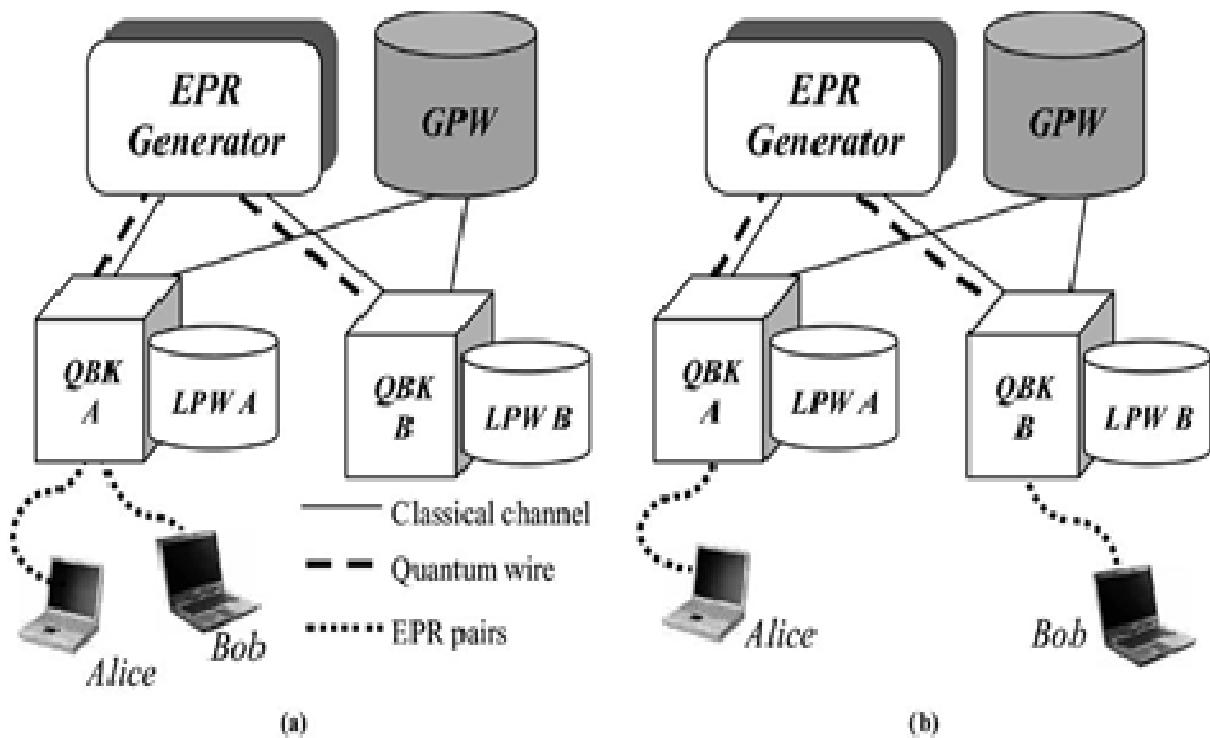 EPR
Generator
GPW
QBK
A
LPW A
QBK
B
LPW B
Classical channel
Quantum wire
EPR pairs
Alice
Bob
(a)
EPR
Generator
GPW
QBK
A
LPW A
QBK
B
LPW B
Alice
Bob
(b)